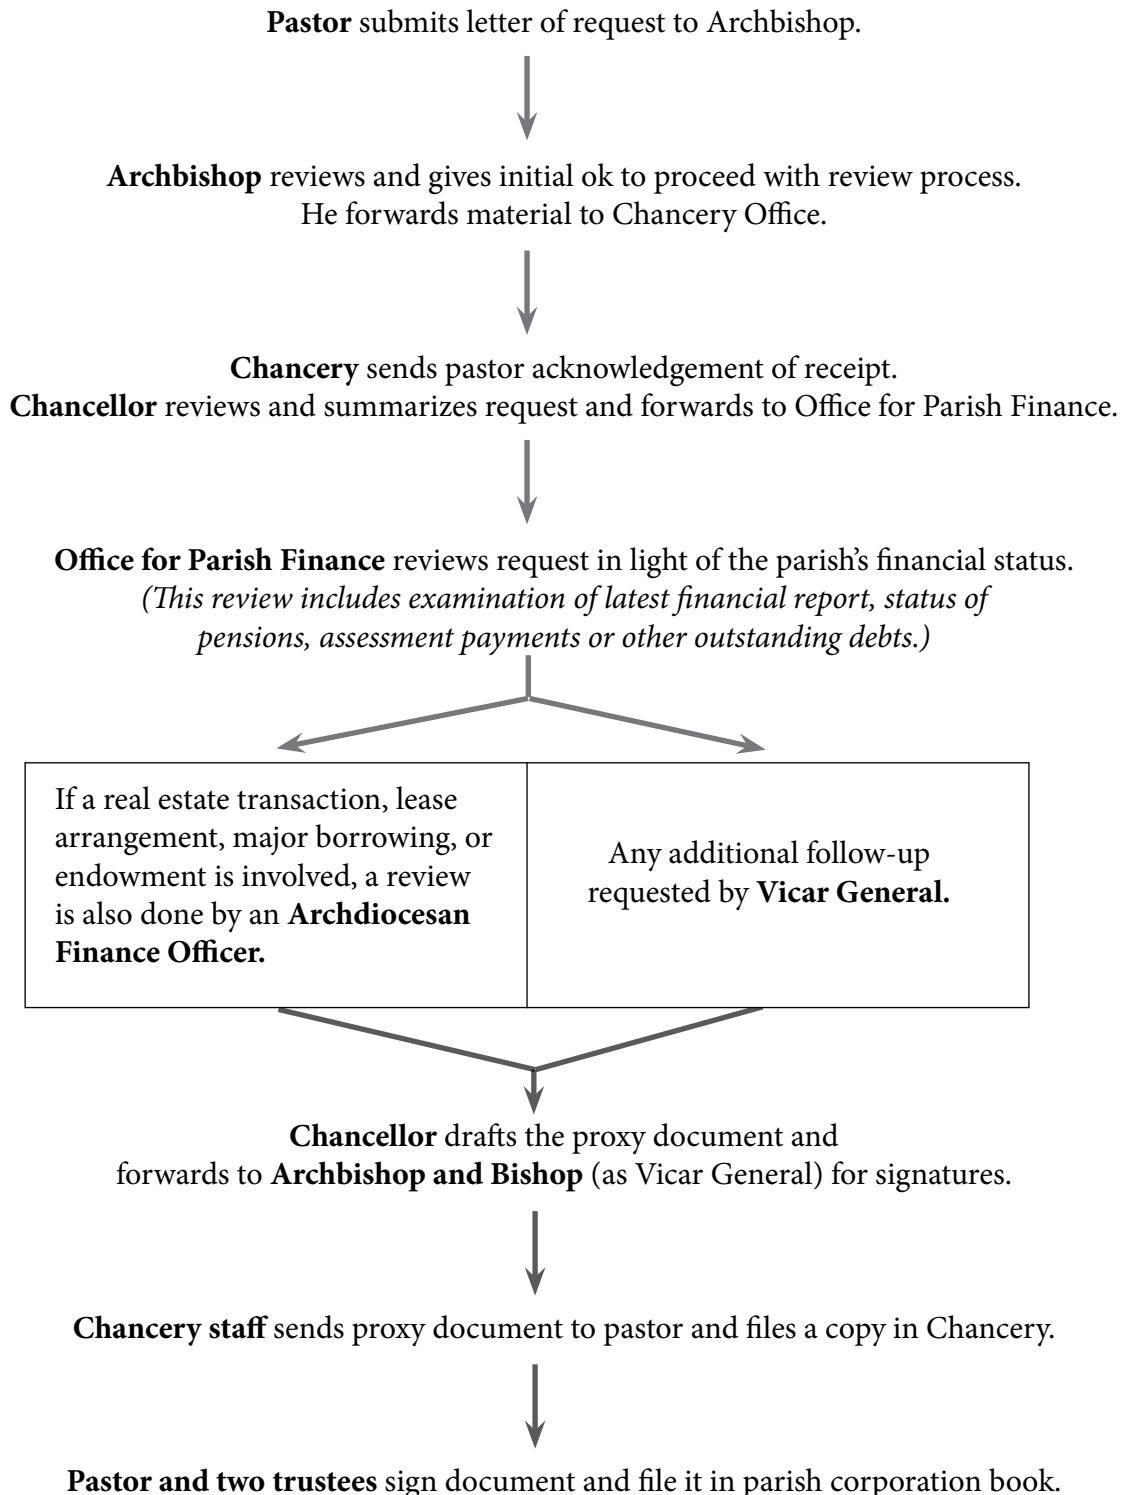 Pastor submits letter of request to Archbishop.
Archbishop reviews and gives initial ok to proceed with review process.
He forwards material to Chancery Office.
Chancery sends pastor acknowledgement of receipt.
Chancellor reviews and summarizes request and forwards to Office for Parish Finance.
Office for Parish Finance reviews request in light of the parish's financial status.
(This review includes examination of latest financial report, status of
pensions, assessment payments or other outstanding debts.)
If a real estate transaction, lease
arrangement, major borrowing, or
endowment is involved, a review
is also done by an Archdiocesan
Finance Officer.
Any additional follow-up
requested by Vicar General.
Chancellor drafts the proxy document and
forwards to Archbishop and Bishop (as Vicar General) for signatures.
Chancery staff sends proxy document to pastor and files a copy in Chancery.
Pastor and two trustees sign document and file it in parish corporation book.